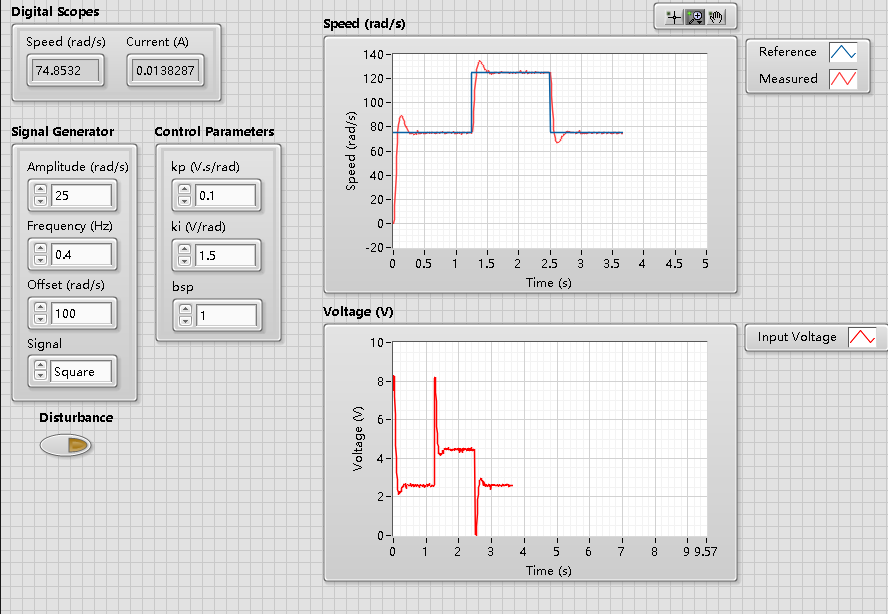 Digital Scopes
Speed (rad/s)
Current (A)
74.8532
0.0138287
Signal Generator
Amplitude (rad/s)
25
Frequency (Hz)
0.4
Offset (rad/s)
100
Signal
Square
Disturbance
Control Parameters
kp (V.s/rad)
0.1
ki (V/rad)
1.5
bsp
1
Speed (rad/s)
Reference
Measured
Speed (rad/s)
140
120
100
80
60
40
20
0
-20
0 0.5 1 1.5 2 2.5 3 3.5 4 4.5 5
Time (s)
Voltage (V)
Input Voltage
Voltage (V)
10
8
6
4
2
0
0 1 2 3 4 5 6 7 8 9 9.57
Time (s)